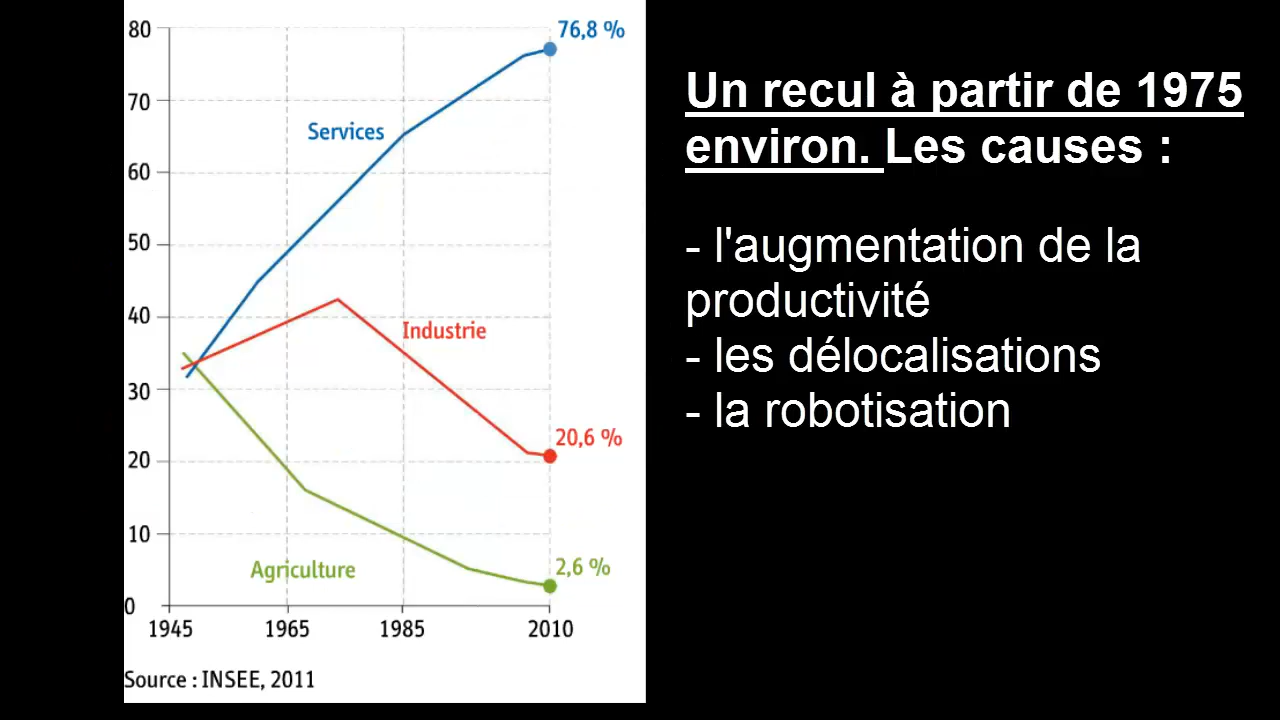 80
76,8 %
70
Services
60
50
40
Industrie
30
20,6 %
20
10
2,6 %
Agriculture
0
1945 1965 1985 2010
Source : INSEE, 2011
Un recul à partir de 1975
environ. Les causes :
- l'augmentation de la
productivité
- les délocalisations
- la robotisation